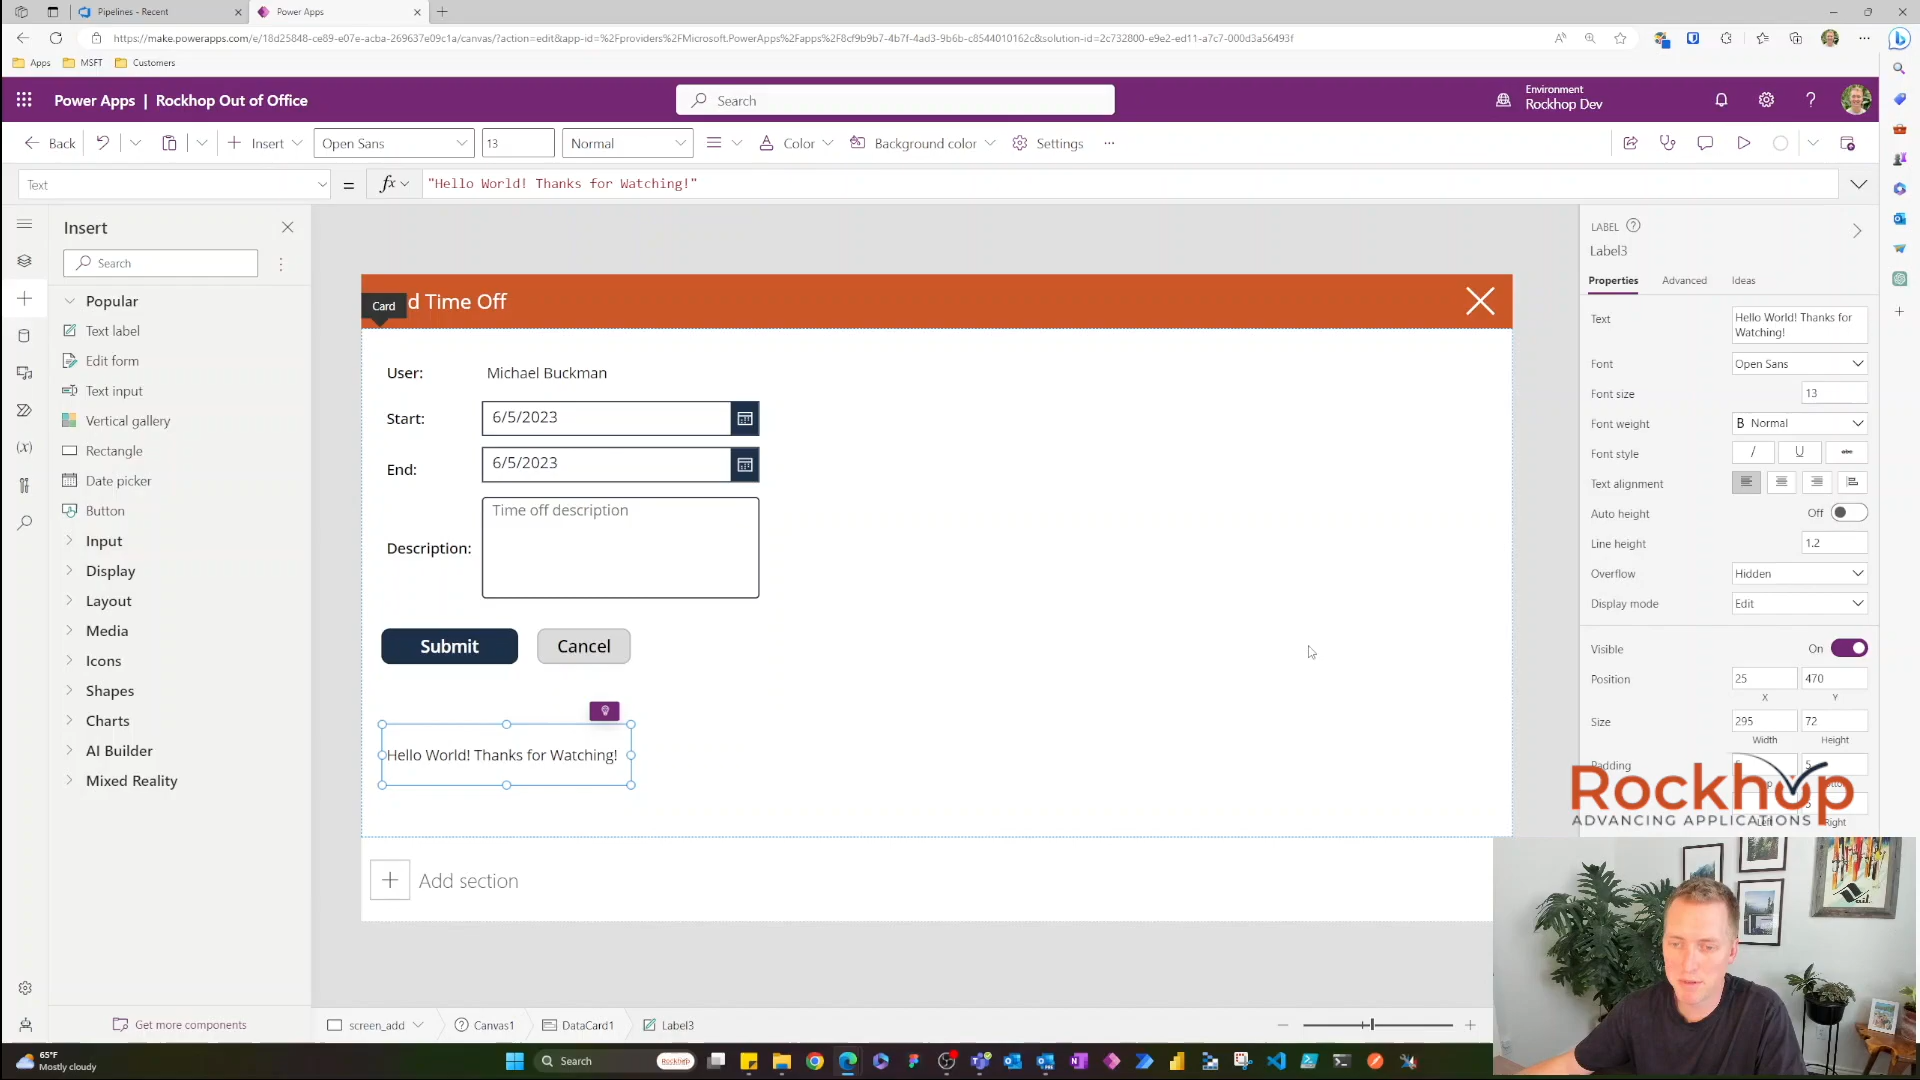 Pipelines - Recent
Power Apps
https://make.powerapps.com/e/18d25848-ce89-e07e-acba-269637e09c1a/canvas/?action=edit&app-id=%2Fproviders%2FMicrosoft.PowerApps%2Fapps%2F8cf9b9b7-4b7f-4ad3-9b6b-c8544010162c&solution-id=2c732800-e9e2-ed11-a7c7-000d3a56493f
Apps
MSFT
Customers
Power Apps | Rockhop Out of Office
Search
Environment
Rockhop Dev
Back
Insert
Open Sans
13
Normal
Color
Background color
Settings
Text
=
fx
"Hello World! Thanks for Watching!"
Insert
Search
Popular
Text label
Edit form
Text input
Vertical gallery
Rectangle
Date picker
Button
Input
Display
Layout
Media
Icons
Shapes
Charts
AI Builder
Mixed Reality
Get more components
Card
d Time Off
User:
Michael Buckman
Start:
6/5/2023
End:
6/5/2023
Description:
Time off description
Submit
Cancel
Hello World! Thanks for Watching!
Add section
screen_add
Canvas1
DataCard1
Label3
LABEL
Label3
Properties
Advanced
Ideas
Text
Hello World! Thanks for
Watching!
Font
Open Sans
Font size
13
Font weight
B Normal
Font style
Text alignment
Auto height
Off
Line height
1.2
Overflow
Hidden
Display mode
Edit
Visible
On
Position
25
470
X
Y
Size
295
72
Width
Height
Padding
5
Left
Right
Rockhop
ADVANCING APPLICATIONS
65°F
Mostly cloudy
Search
Rockhop